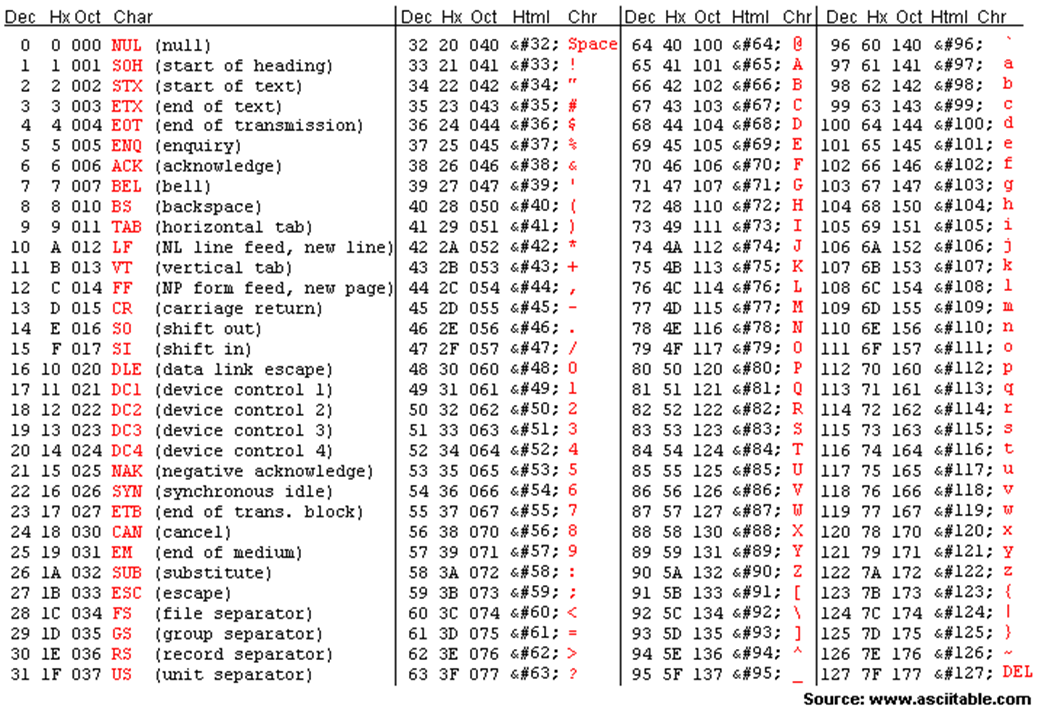 Dec Hx Oct Char Dec Hx Oct Html Chr Dec Hx Oct Html Chr Dec Hx Oct Html Chr
0 0 000 NUL (null) 32 20 040 &#32; Space 64 40 100 &#64; @ 96 60 140 &#96; `
1 1 001 SOH (start of heading) 33 21 041 &#33; ! 65 41 101 &#65; A 97 61 141 &#97; a
2 2 002 STX (start of text) 34 22 042 &#34; " 66 42 102 &#66; B 98 62 142 &#98; b
3 3 003 ETX (end of text) 35 23 043 &#35; # 67 43 103 &#67; C 99 63 143 &#99; c
4 4 004 EOT (end of transmission) 36 24 044 &#36; $ 68 44 104 &#68; D 100 64 144 &#100; d
5 5 005 ENQ (enquiry) 37 25 045 &#37; % 69 45 105 &#69; E 101 65 145 &#101; e
6 6 006 ACK (acknowledge) 38 26 046 &#38; & 70 46 106 &#70; F 102 66 146 &#102; f
7 7 007 BEL (bell) 39 27 047 &#39; ' 71 47 107 &#71; G 103 67 147 &#103; g
8 8 010 BS (backspace) 40 28 050 &#40; ( 72 48 110 &#72; H 104 68 150 &#104; h
9 9 011 TAB (horizontal tab) 41 29 051 &#41; ) 73 49 111 &#73; I 105 69 151 &#105; i
10 A 012 LF (NL line feed, new line) 42 2A 052 &#42; * 74 4A 112 &#74; J 106 6A 152 &#106; j
11 B 013 VT (vertical tab) 43 2B 053 &#43; + 75 4B 113 &#75; K 107 6B 153 &#107; k
12 C 014 FF (NP form feed, new page) 44 2C 054 &#44; , 76 4C 114 &#76; L 108 6C 154 &#108; l
13 D 015 CR (carriage return) 45 2D 055 &#45; - 77 4D 115 &#77; M 109 6D 155 &#109; m
14 E 016 SO (shift out) 46 2E 056 &#46; . 78 4E 116 &#78; N 110 6E 156 &#110; n
15 F 017 SI (shift in) 47 2F 057 &#47; / 79 4F 117 &#79; O 111 6F 157 &#111; o
16 10 020 DLE (data link escape) 48 30 060 &#48; 0 80 50 120 &#80; P 112 70 160 &#112; p
17 11 021 DC1 (device control 1) 49 31 061 &#49; 1 81 51 121 &#81; Q 113 71 161 &#113; q
18 12 022 DC2 (device control 2) 50 32 062 &#50; 2 82 52 122 &#82; R 114 72 162 &#114; r
19 13 023 DC3 (device control 3) 51 33 063 &#51; 3 83 53 123 &#83; S 115 73 163 &#115; s
20 14 024 DC4 (device control 4) 52 34 064 &#52; 4 84 54 124 &#84; T 116 74 164 &#116; t
21 15 025 NAK (negative acknowledge) 53 35 065 &#53; 5 85 55 125 &#85; U 117 75 165 &#117; u
22 16 026 SYN (synchronous idle) 54 36 066 &#54; 6 86 56 126 &#86; V 118 76 166 &#118; v
23 17 027 ETB (end of trans. block) 55 37 067 &#55; 7 87 57 127 &#87; W 119 77 167 &#119; w
24 18 030 CAN (cancel) 56 38 070 &#56; 8 88 58 130 &#88; X 120 78 170 &#120; x
25 19 031 EM (end of medium) 57 39 071 &#57; 9 89 59 131 &#89; Y 121 79 171 &#121; y
26 1A 032 SUB (substitute) 58 3A 072 &#58; : 90 5A 132 &#90; Z 122 7A 172 &#122; z
27 1B 033 ESC (escape) 59 3B 073 &#59; ; 91 5B 133 &#91; [ 123 7B 173 &#123; {
28 1C 034 FS (file separator) 60 3C 074 &#60; < 92 5C 134 &#92; \ 124 7C 174 &#124; |
29 1D 035 GS (group separator) 61 3D 075 &#61; = 93 5D 135 &#93; ] 125 7D 175 &#125; }
30 1E 036 RS (record separator) 62 3E 076 &#62; > 94 5E 136 &#94; ^ 126 7E 176 &#126; ~
31 1F 037 US (unit separator) 63 3F 077 &#63; ? 95 5F 137 &#95; _ 127 7F 177 &#127; DEL
Source: www.asciitable.com